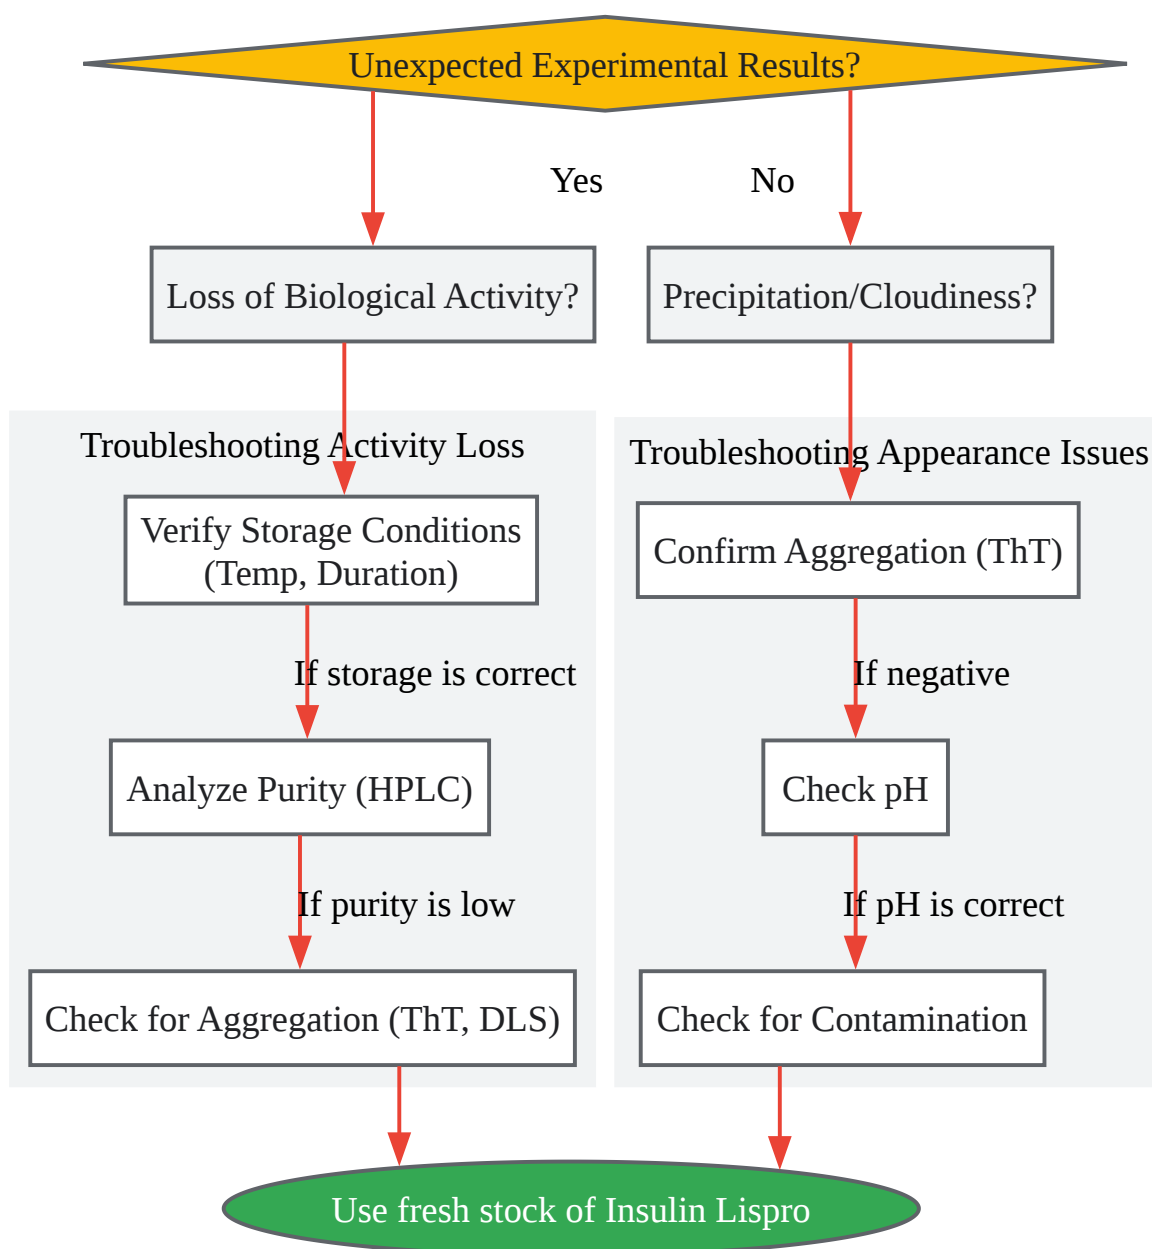 Unexpected Experimental Results?
Yes
No
Loss of Biological Activity?
Precipitation/Cloudiness?
Troubleshooting Activity Loss
Troubleshooting Appearance Issues
Verify Storage Conditions
(Temp, Duration)
Confirm Aggregation (ThT)
If storage is correct
If negative
Analyze Purity (HPLC)
Check pH
If purity is low
If pH is correct
Check for Aggregation (ThT, DLS)
Check for Contamination
Use fresh stock of Insulin Lispro